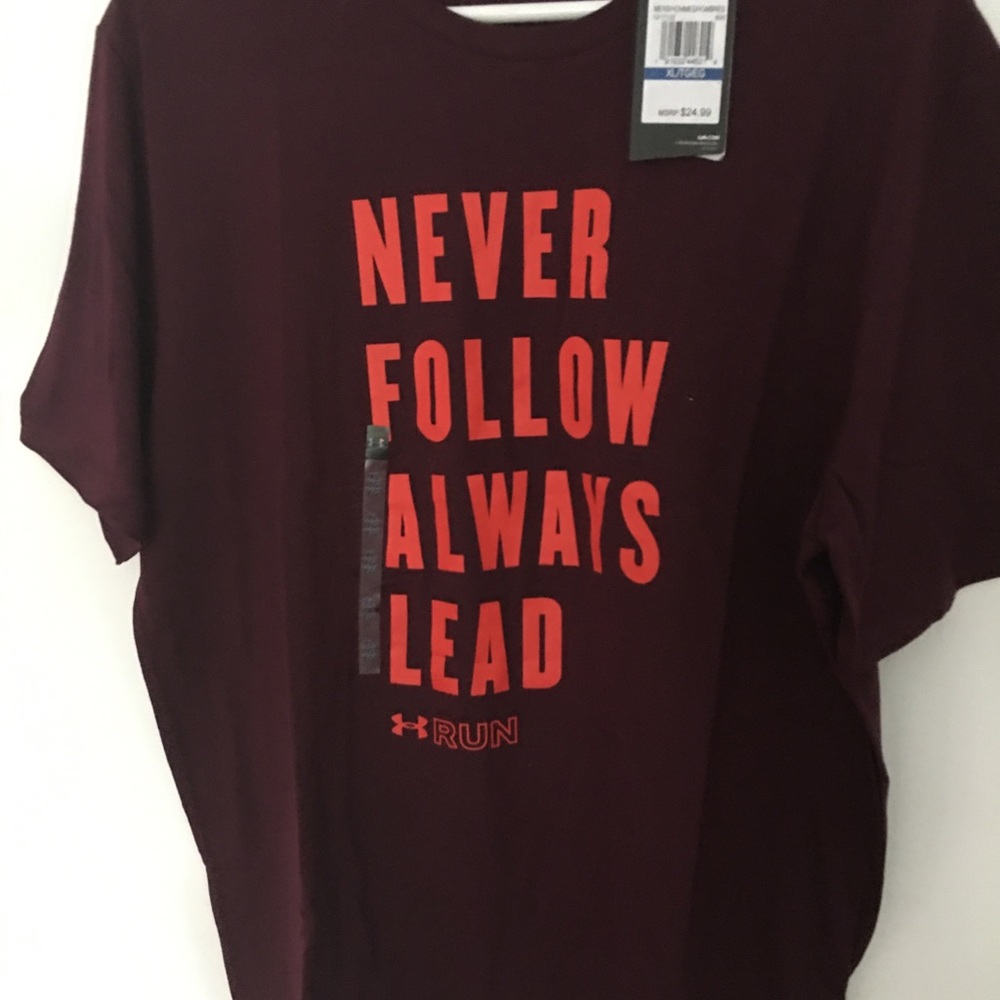 XL/TG/EG
MSRP $24.99
NEVER
FOLLOW
ALWAYS
LEAD
RUN